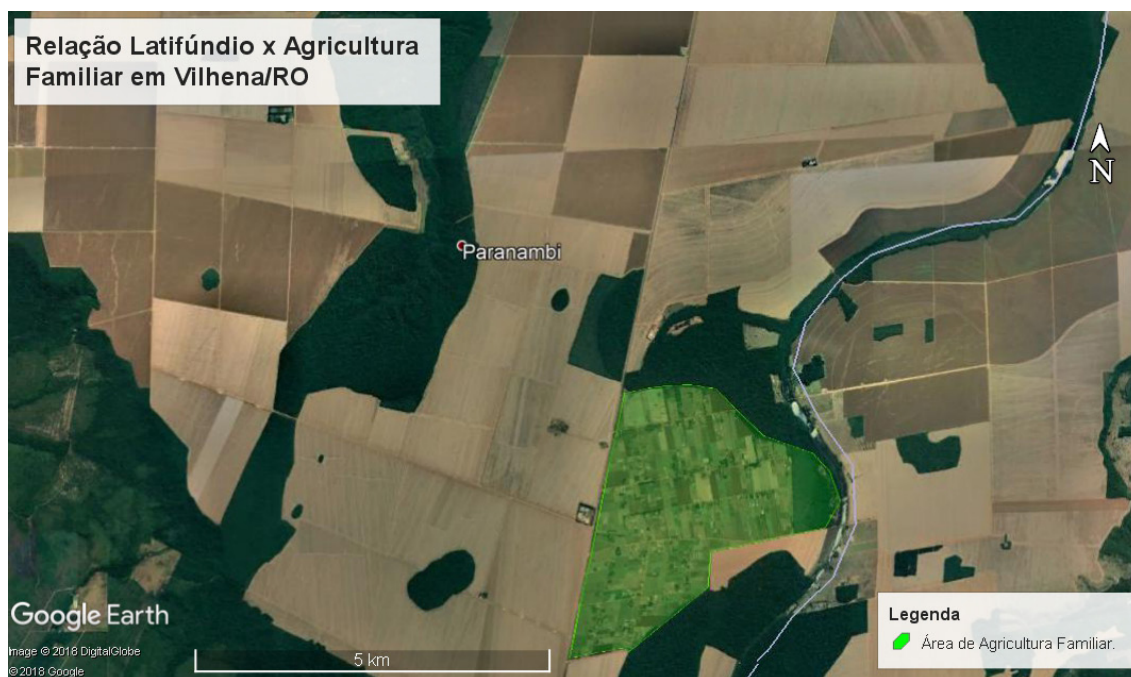 Relação Latifúndio x Agricultura
Familiar em Vilhena/RO
N
Paranambi
Google Earth
Image © 2018 DigitalGlobe
© 2018 Google
5 km
Legenda
Área de Agricultura Familiar.